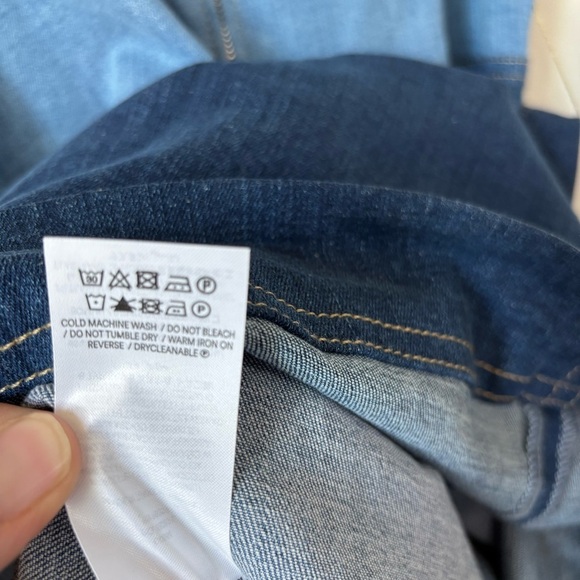 COLD MACHINE WASH / DO NOT BLEACH
/ DO NOT TUMBLE DRY / WARM IRON ON
REVERSE / DRYCLEANABLE Ⓟ